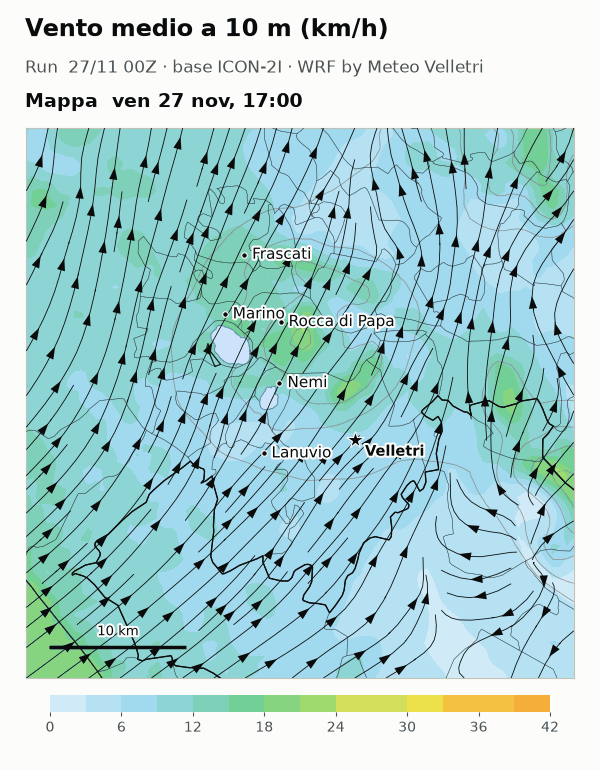 Vento medio a 10 m (km/h)
Run  27/11 00Z · base ICON-2I · WRF by Meteo Velletri
Mappa  ven 27 nov, 17:00
Frascati
Marino
Rocca di Papa
Nemi
Velletri
Lanuvio
10 km
0 6 12 18 24 30 36 42